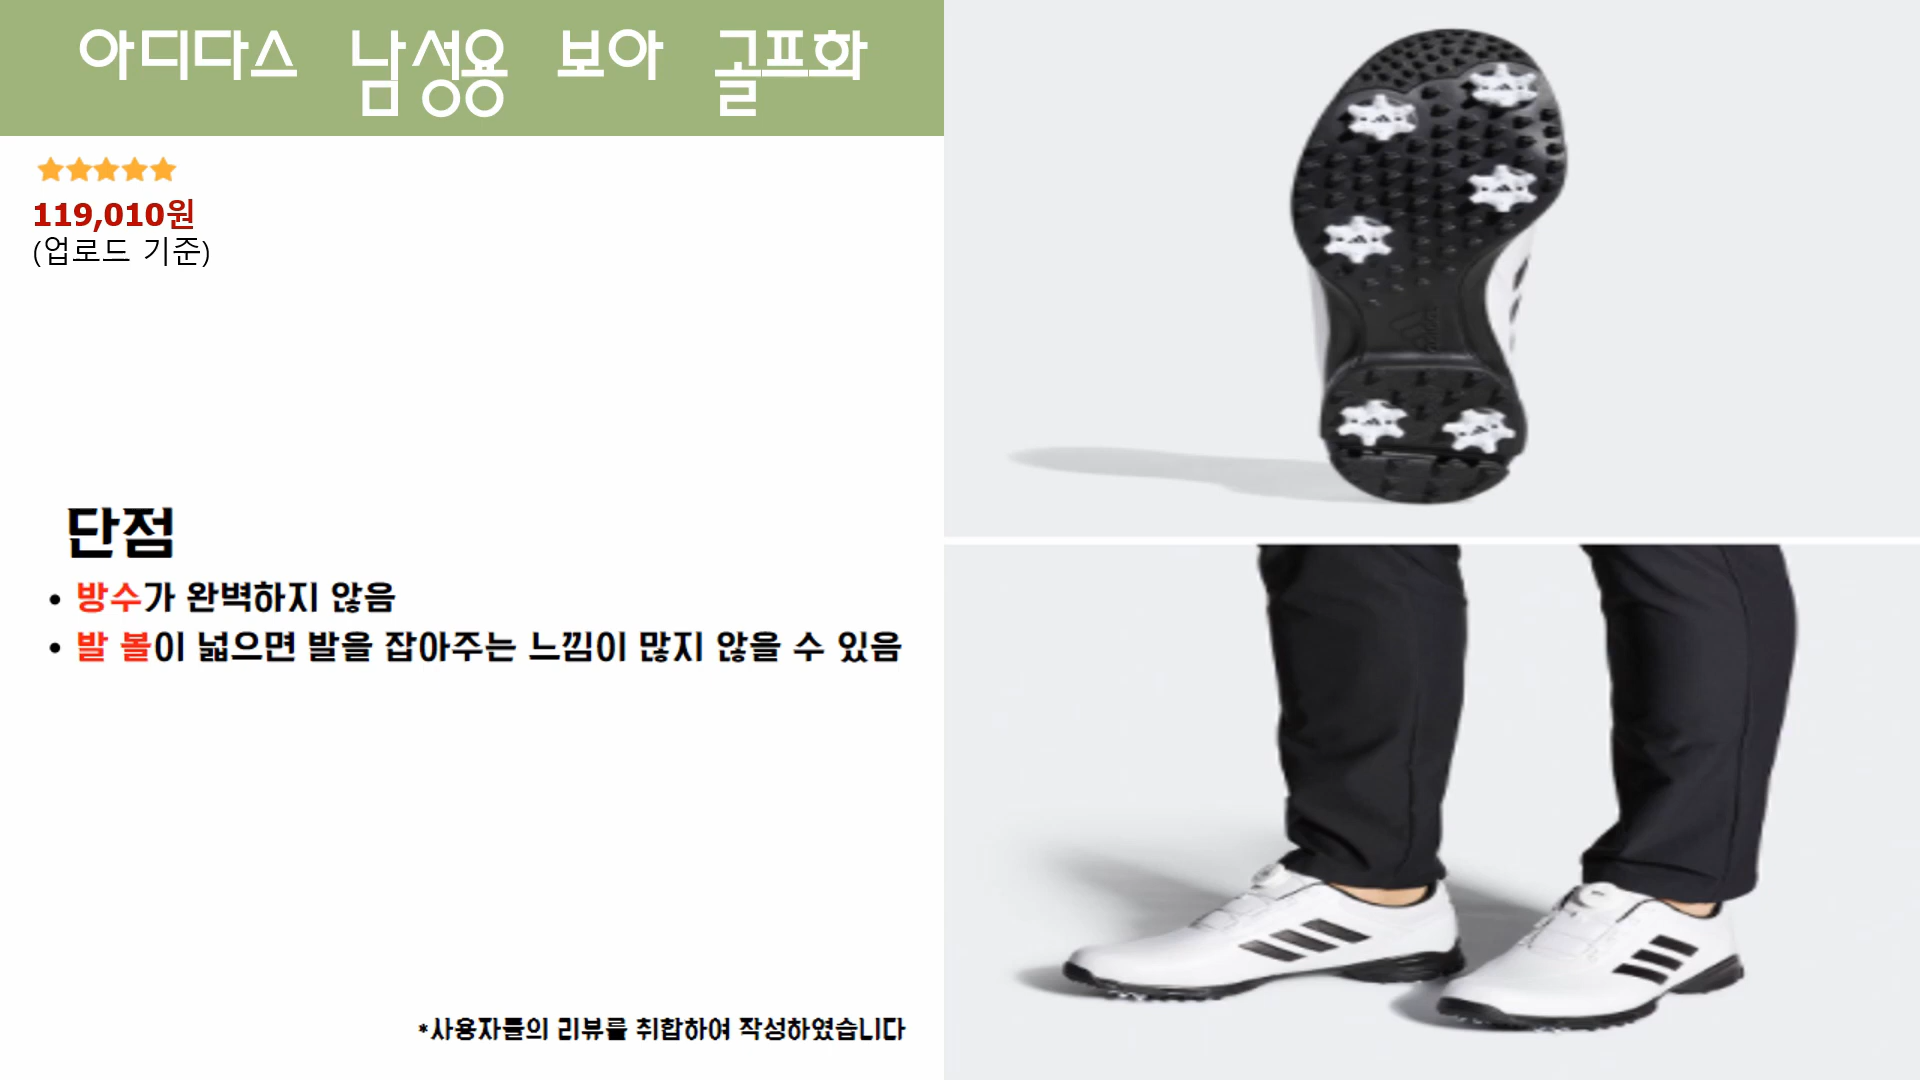 아디다스 남성용 보아 골프화
119,010원
(업로드 기준)
단점
• 방수가 완벽하지 않음
• 발 볼이 넓으면 발을 잡아주는 느낌이 많지 않을 수 있음
*사용자들의 리뷰를 취합하여 작성하였습니다